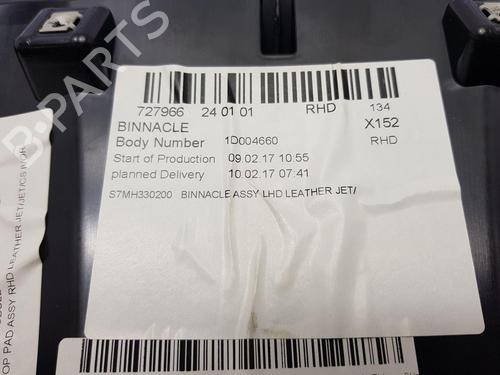 727966 24 01 01 RHD 134
BINNACLE X152
Body Number 1D004660 RHD
Start of Production 09.02.17 10:55
planned Delivery 10.02.17 07:41
S7MH330200 BINNACLE ASSY LHD LEATHER JET/
OP PAD ASSY RHD LEATHER JET/JET/CS INOR
B-PARTS